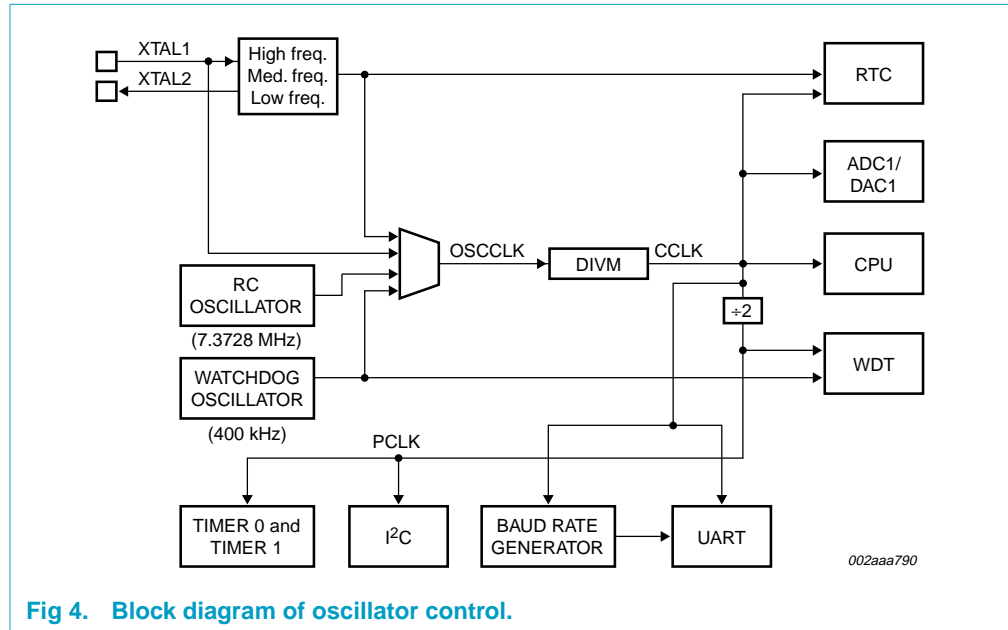 XTAL1
XTAL2
High freq.
Med. freq.
Low freq.
RTC
ADC1/
DAC1
OSCCLK
DIVM
CCLK
CPU
RC
OSCILLATOR
(7.3728 MHz)
÷2
WATCHDOG
OSCILLATOR
(400 kHz)
WDT
PCLK
TIMER 0 and
TIMER 1
I²C
BAUD RATE
GENERATOR
UART
002aaa790
Fig 4. Block diagram of oscillator control.